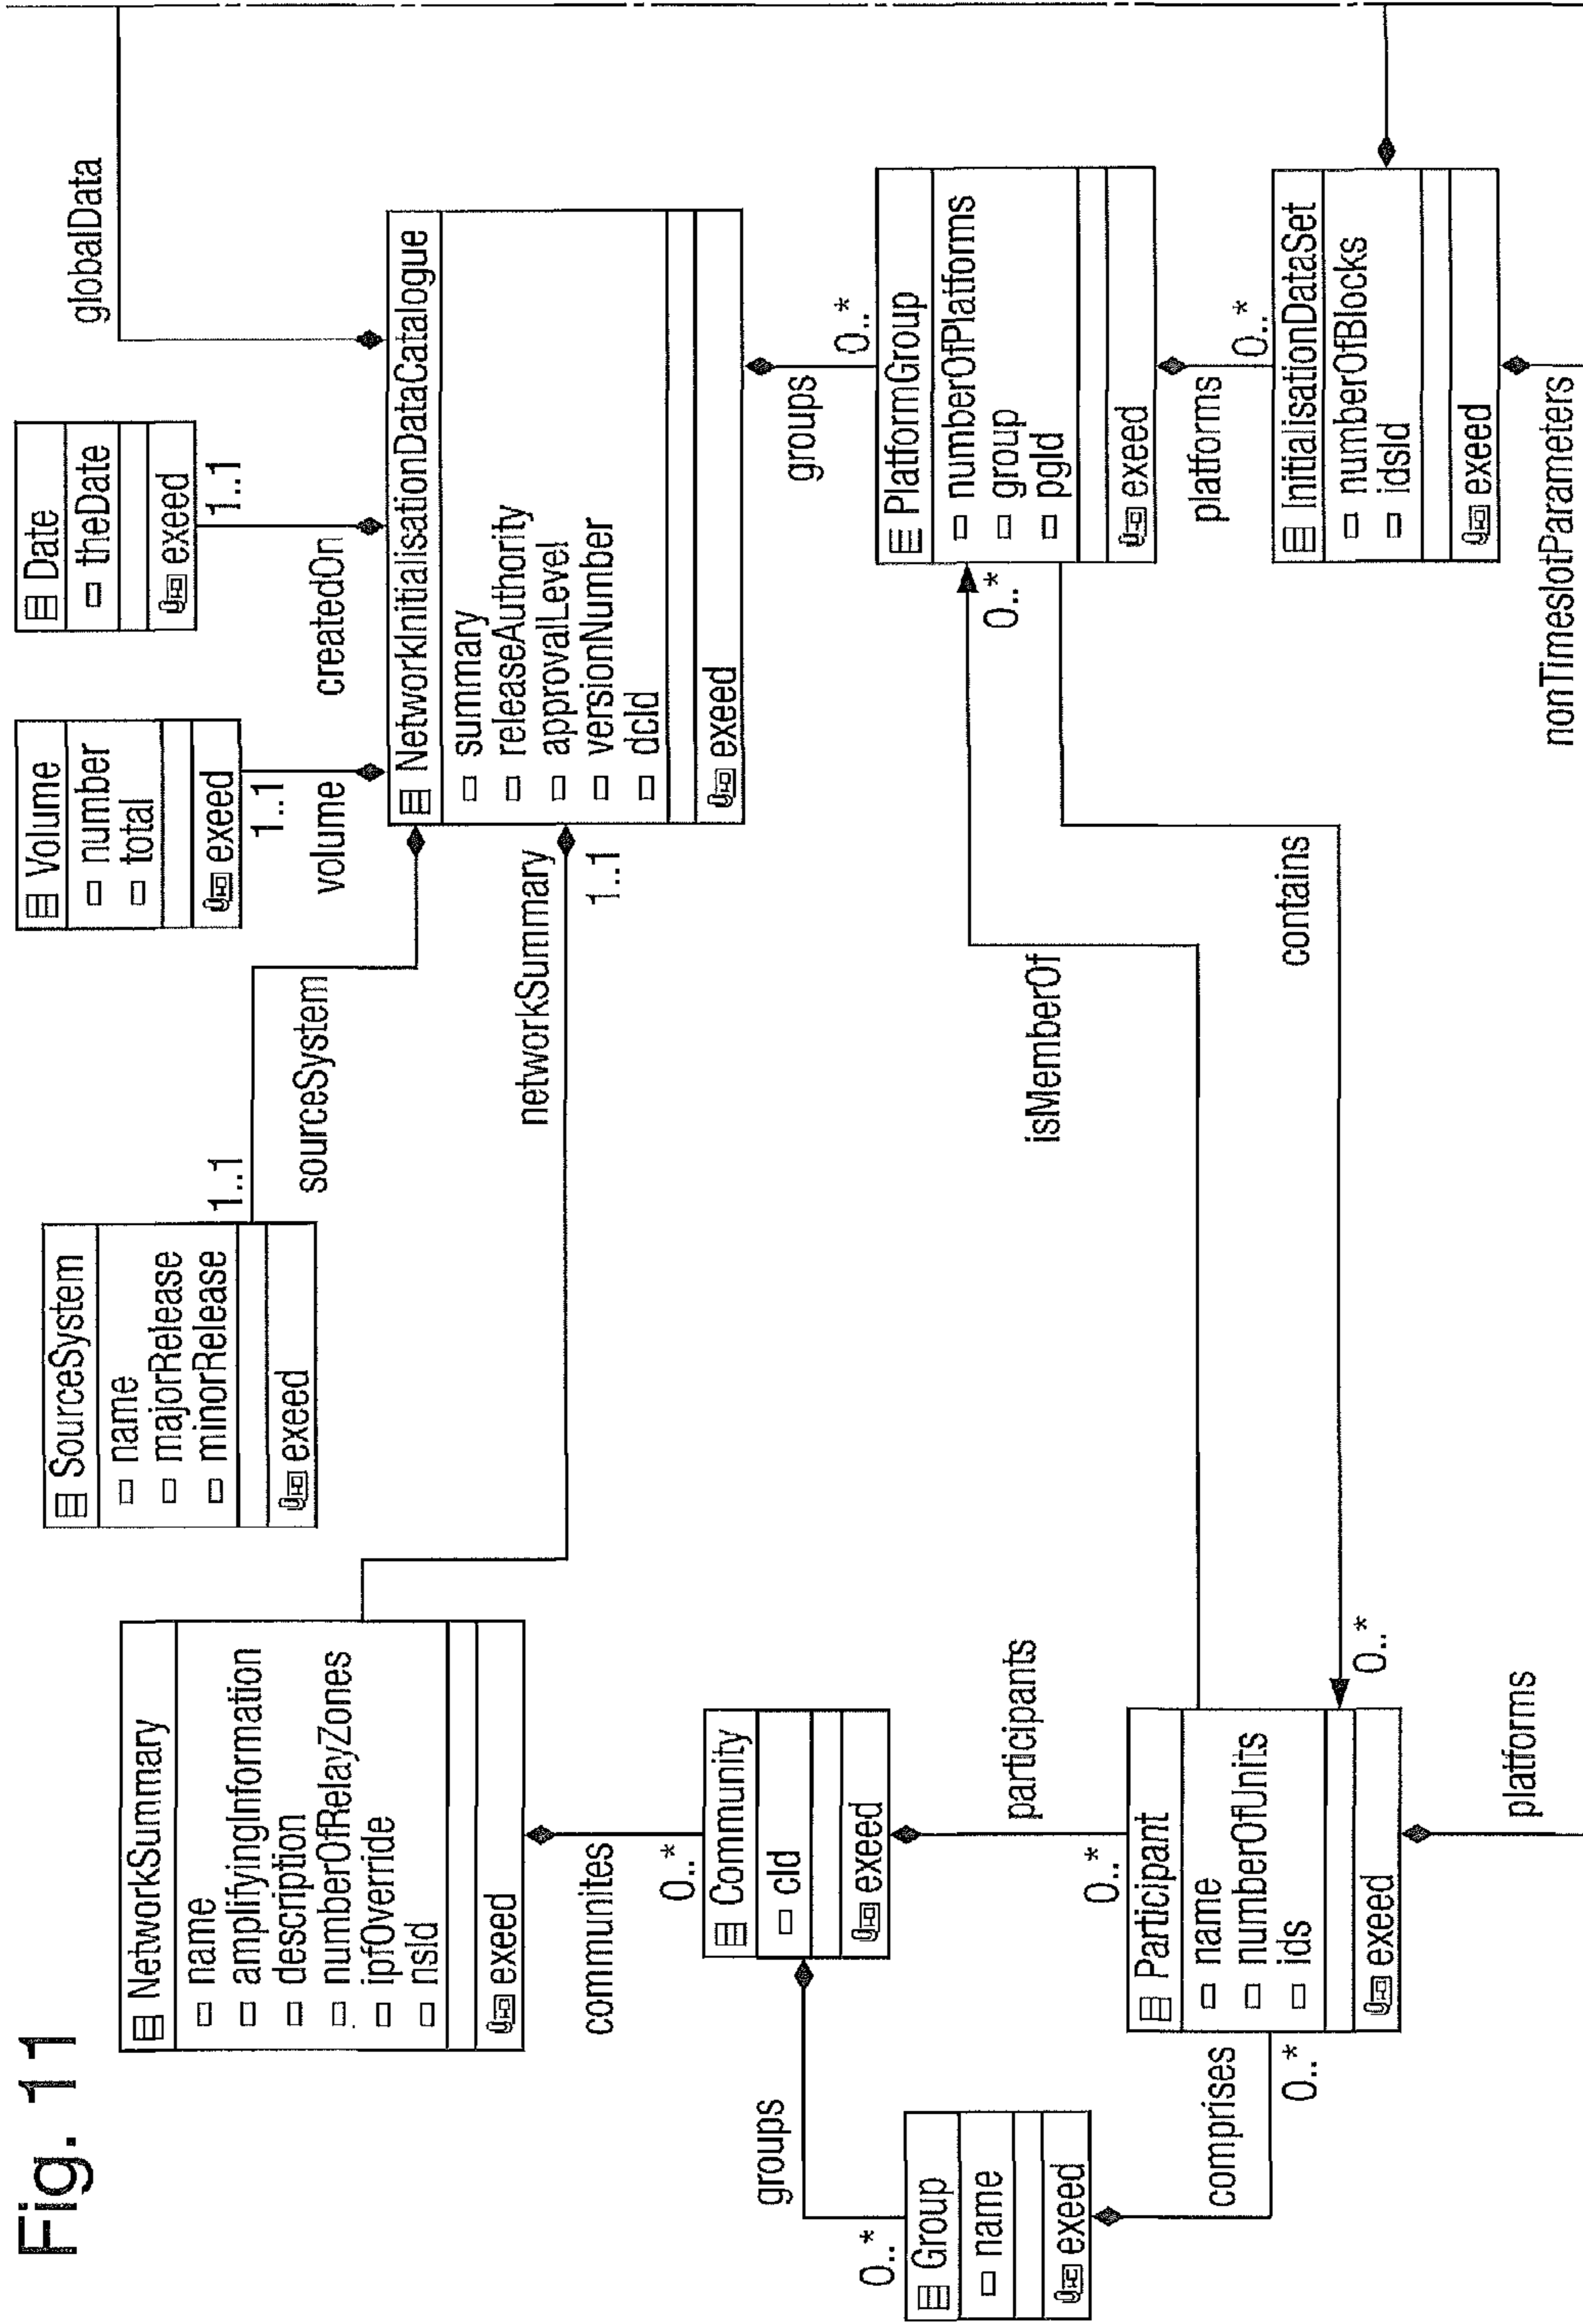 Fig. 11
NetworkSummary
name
amplifyingInformation
description
numberOfRelayZones
ipfOverride
nsId
exeed
SourceSystem
name
majorRelease
minorRelease
exeed
1..1
sourceSystem
Volume
number
total
exeed
1..1
volume
Date
theDate
exeed
1..1
createdOn
globalData
networkSummary
1..1
NetworkInitialisationDataCatalogue
summary
releaseAuthority
approvalLevel
versionNumber
dcId
exeed
communites
0..*
Community
cId
exeed
groups
0..*
Group
name
exeed
comprises
0..*
participants
0..*
Participant
name
numberOfUnits
ids
exeed
platforms
isMemberOf
0..*
contains
0..*
groups
0..*
PlatformGroup
numberOfPlatforms
group
pgId
exeed
platforms
0..*
InitialisationDataSet
numberOfBlocks
idsId
exeed
nonTimeslotParameters